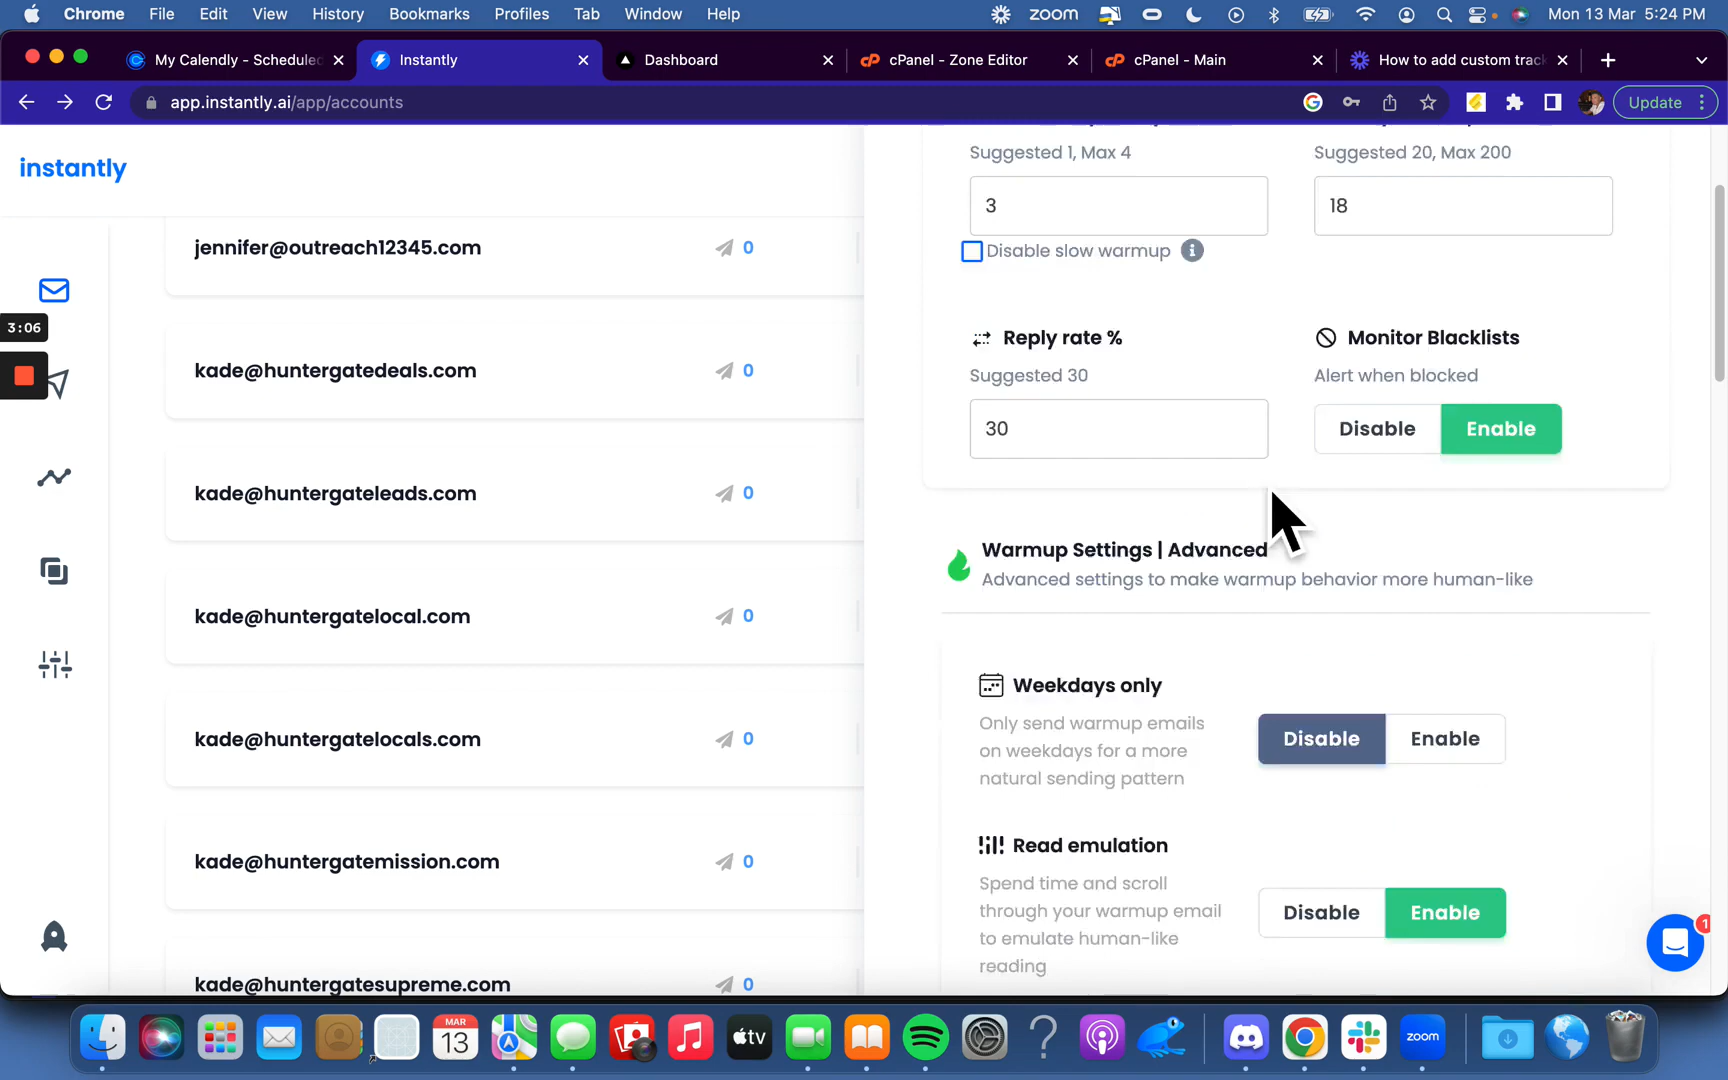 Chrome File Edit View History Bookmarks Profiles Tab Window Help zoom Mon 13 Mar 5:24 PM
My Calendly - Scheduled Instantly Dashboard cPanel - Zone Editor cPanel - Main How to add custom track
app.instantly.ai/app/accounts Update
instantly
Suggested 1, Max 4 Suggested 20, Max 200
3 18
jennifer@outreach12345.com 0
Disable slow warmup
3:06
Reply rate % Monitor Blacklists
kade@huntergatedeals.com 0
Suggested 30 Alert when blocked
30 Disable Enable
kade@huntergateleads.com 0
Warmup Settings | Advanced
Advanced settings to make warmup behavior more human-like
kade@huntergatelocal.com 0
Weekdays only
Only send warmup emails
on weekdays for a more
natural sending pattern
Disable Enable
kade@huntergatelocals.com 0
Read emulation
kade@huntergatemission.com 0
Spend time and scroll
through your warmup email
to emulate human-like
reading
Disable Enable
1
kade@huntergatesupreme.com 0
MAR
13
tv
zoom